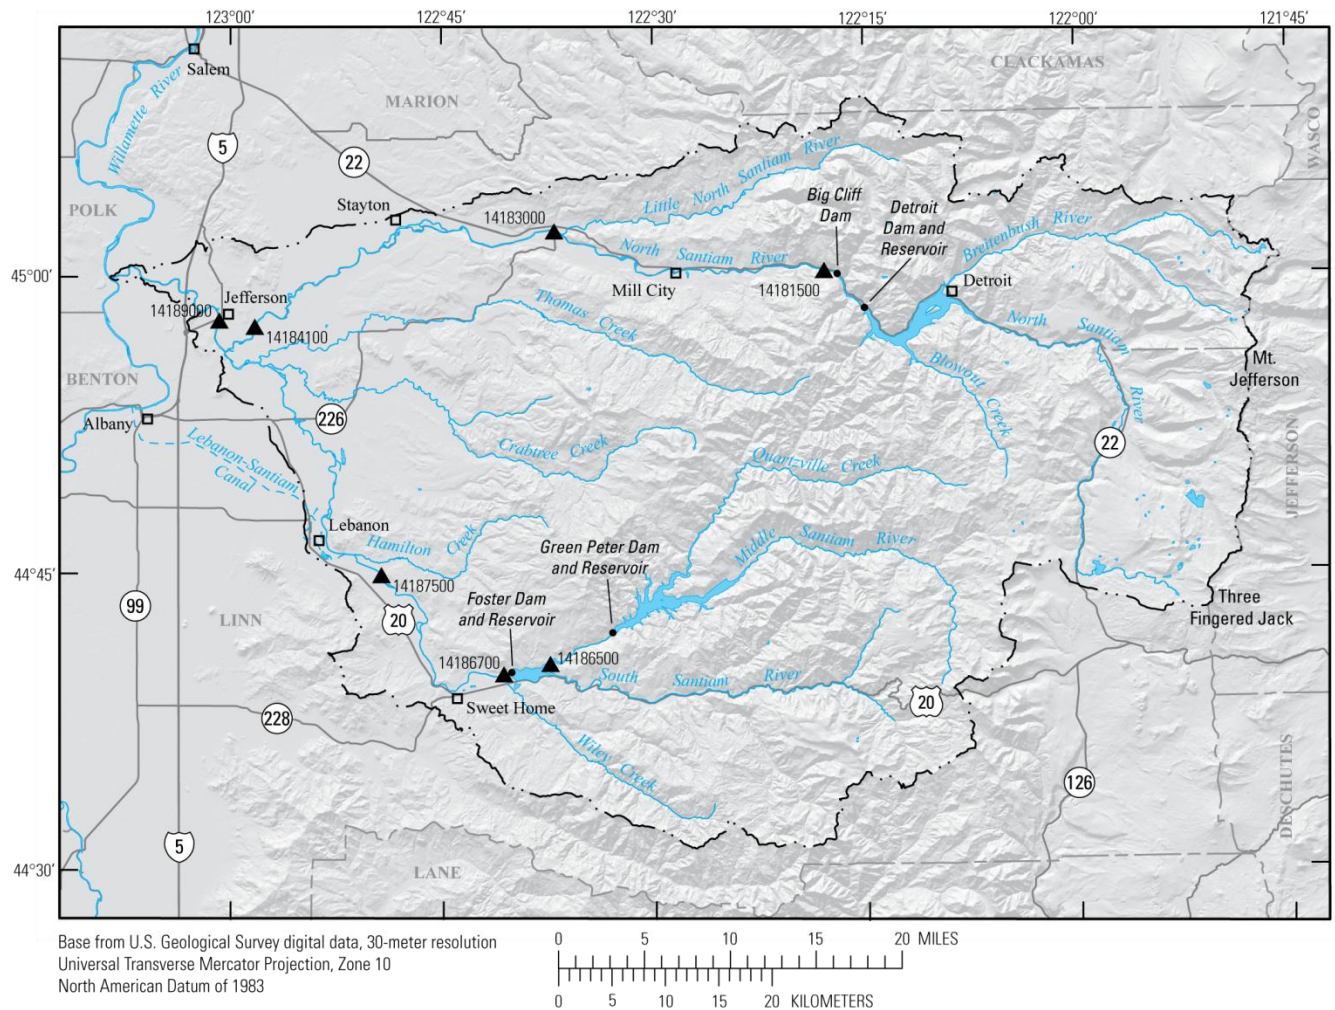 123°00'
122°45'
122°30'
122°15'
122°00'
121°45'
Salem
Willamette River
MARION
CLACKAMAS
WASCO
5
22
POLK
Stayton
14183000
Little North Santiam River
Big Cliff
Dam
Detroit
Dam and
Reservoir
Breitenbush River
North Santiam River
45°00'
Mill City
14181500
Detroit
Jefferson
14189000
14184100
Thomas Creek
North Santiam River
Blowout Creek
Mt.
Jefferson
BENTON
Albany
226
22
Lebanon-Santiam
Canal
Crabtree Creek
Quartzville Creek
JEFFERSON
Lebanon
Hamilton Creek
Green Peter Dam
and Reservoir
Middle Santiam River
44°45'
14187500
99
LINN
20
Foster Dam
and Reservoir
Three
Fingered Jack
14186700
14186500
South Santiam River
Sweet Home
20
228
Wiley Creek
126
DESCHUTES
5
44°30'
LANE
Base from U.S. Geological Survey digital data, 30-meter resolution
Universal Transverse Mercator Projection, Zone 10
North American Datum of 1983
0 5 10 15 20 MILES
0 5 10 15 20 KILOMETERS